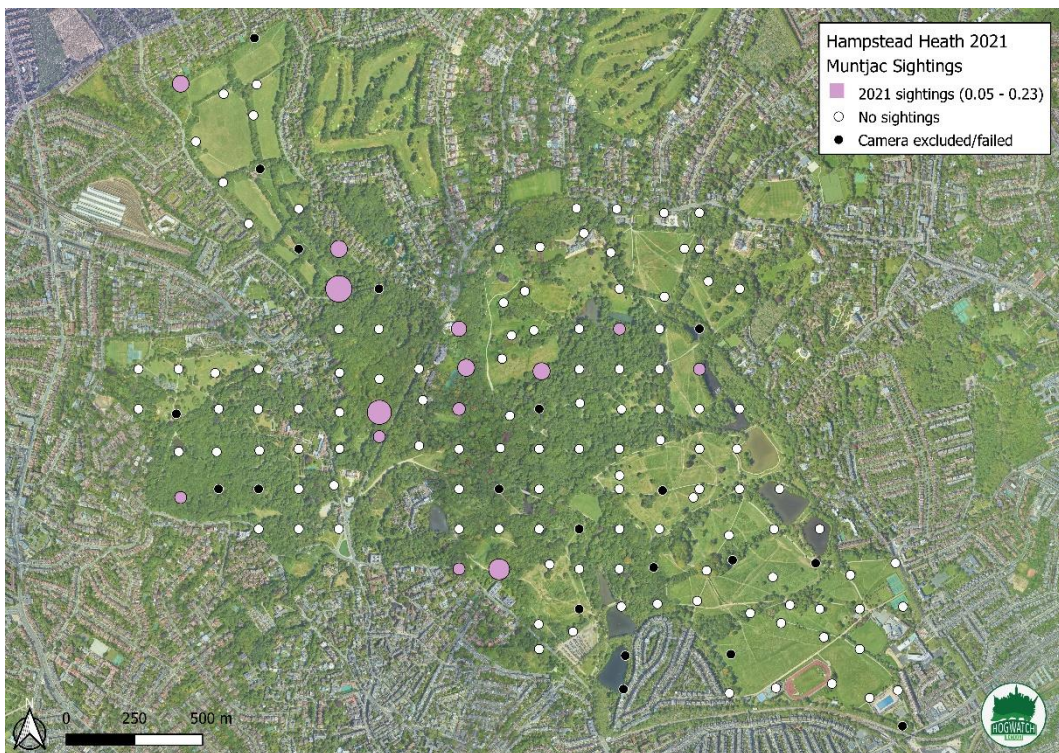 Hampstead Heath 2021
Muntjac Sightings
2021 sightings (0.05 - 0.23)
No sightings
Camera excluded/failed
0 250 500 m
HOGWATCH